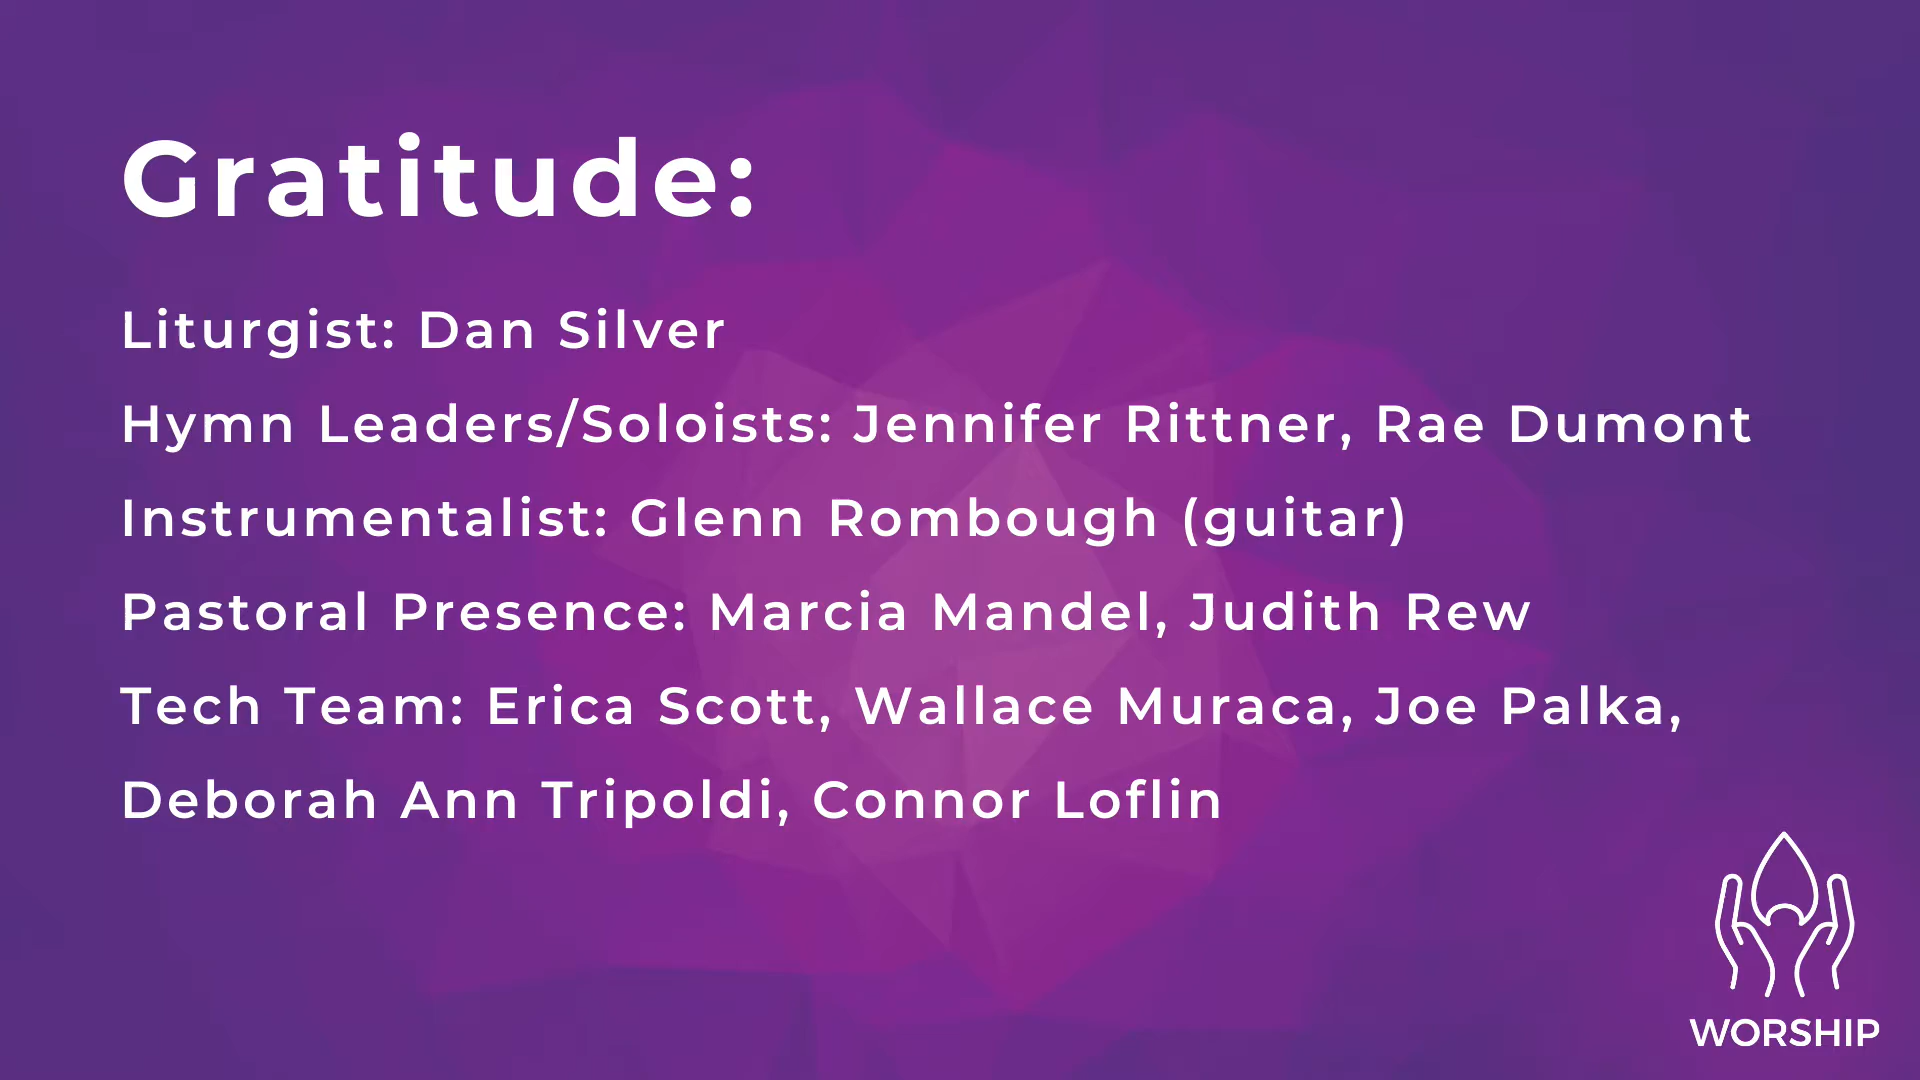 Gratitude:
Liturgist: Dan Silver
Hymn Leaders/Soloists: Jennifer Rittner, Rae Dumont
Instrumentalist: Glenn Rombough (guitar)
Pastoral Presence: Marcia Mandel, Judith Rew
Tech Team: Erica Scott, Wallace Muraca, Joe Palka,
Deborah Ann Tripoldi, Connor Loflin
WORSHIP